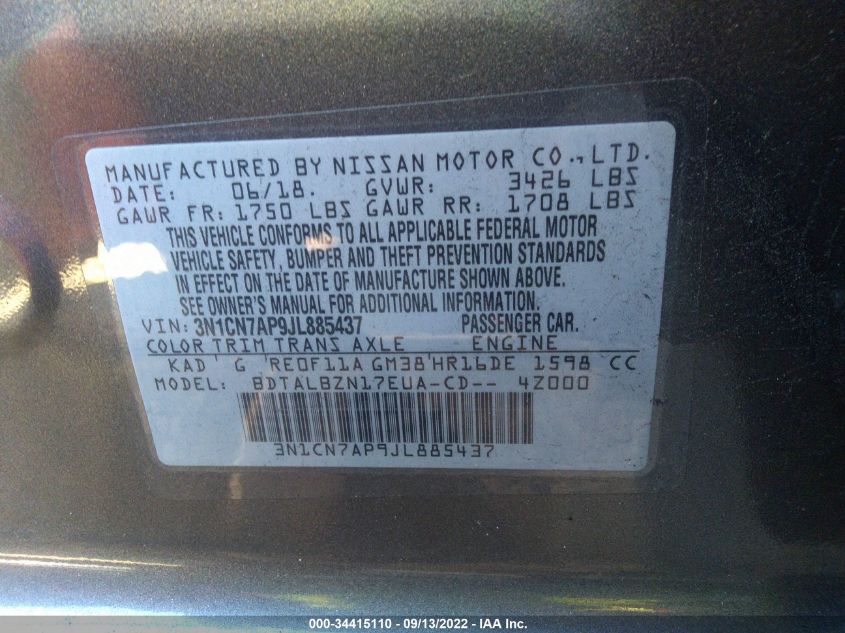 MANUFACTURED BY NISSAN MOTOR CO.,LTD.
DATE: 06/18. GVWR: 3426 LBS
GAWR FR: 1750 LBS GAWR RR: 1708 LBS
THIS VEHICLE CONFORMS TO ALL APPLICABLE FEDERAL MOTOR
VEHICLE SAFETY, BUMPER AND THEFT PREVENTION STANDARDS
IN EFFECT ON THE DATE OF MANUFACTURE SHOWN ABOVE.
SEE OWNER'S MANUAL FOR ADDITIONAL INFORMATION.
VIN: 3N1CN7AP9JL885437 PASSENGER CAR.
COLOR TRIM TRANS AXLE ENGINE
KAD G RE0F11A GM38 HR16DE 1598 CC
MODEL: BDTALBZN17EUA-CD-- 4Z000
3N1CN7AP9JL885437
000-34415110 - 09/13/2022 - IAA Inc.